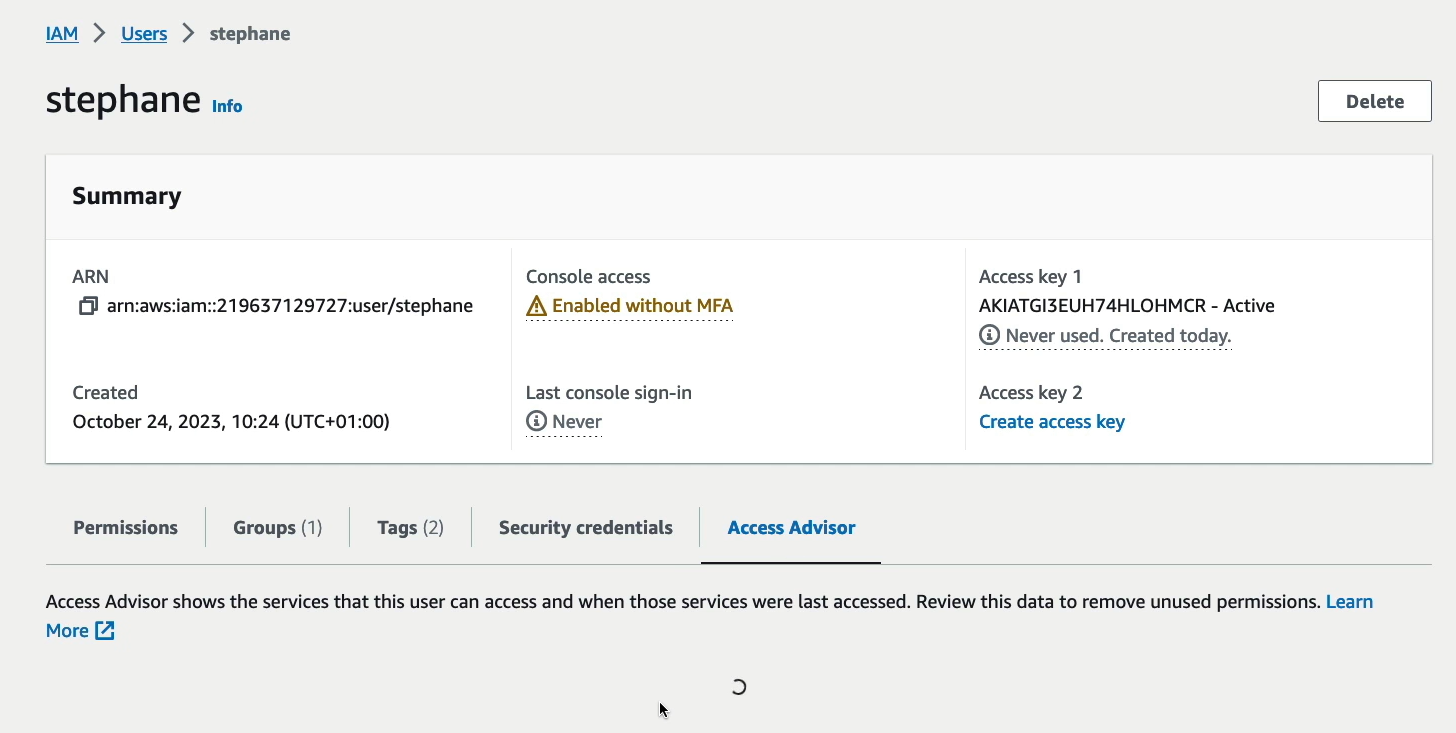 IAM > Users > stephane
stephane Info
Delete
Summary
ARN
arn:aws:iam::219637129727:user/stephane
Console access
Enabled without MFA
Access key 1
AKIATGI3EUH74HLOHMCR - Active
Never used. Created today.
Created
October 24, 2023, 10:24 (UTC+01:00)
Last console sign-in
Never
Access key 2
Create access key
Permissions
Groups (1)
Tags (2)
Security credentials
Access Advisor
Access Advisor shows the services that this user can access and when those services were last accessed. Review this data to remove unused permissions. Learn
More